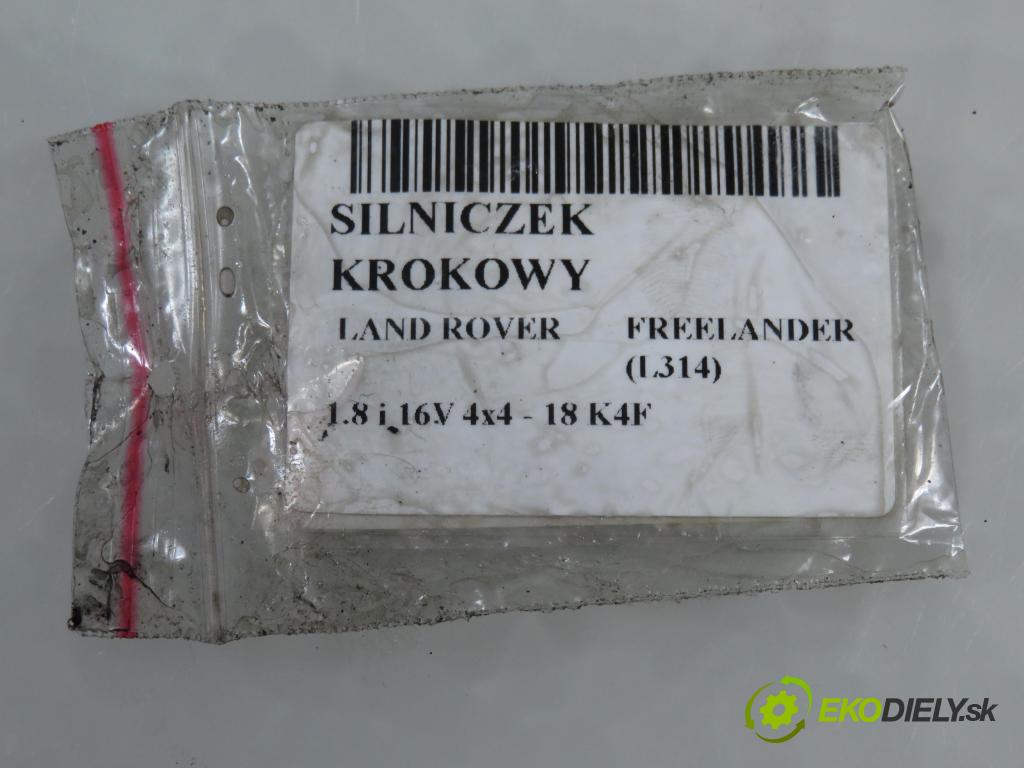 SILNICZEK
KROKOWY
LAND ROVER FREELANDER
(L314)
1.8 i 16V 4x4 - 18 K4F
EKODIELY.sk